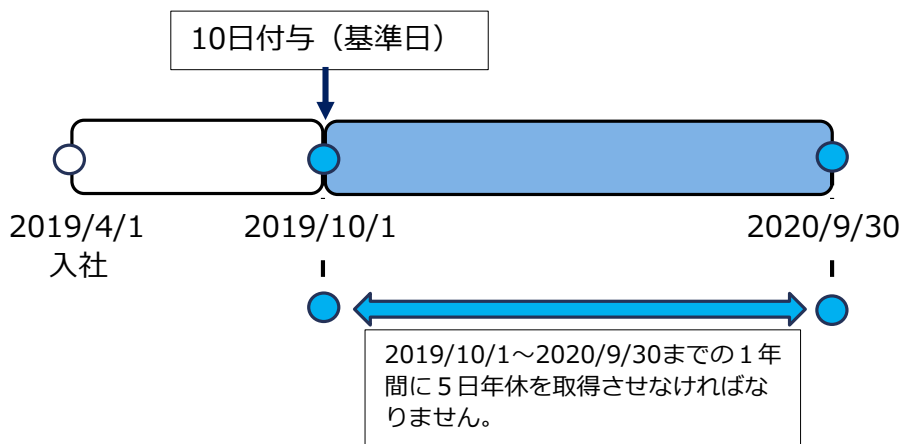 10日付与（基準日）
2019/4/1
入社
2019/10/1
2020/9/30
2019/10/1～2020/9/30までの１年
間に５日年休を取得させなければな
りません。